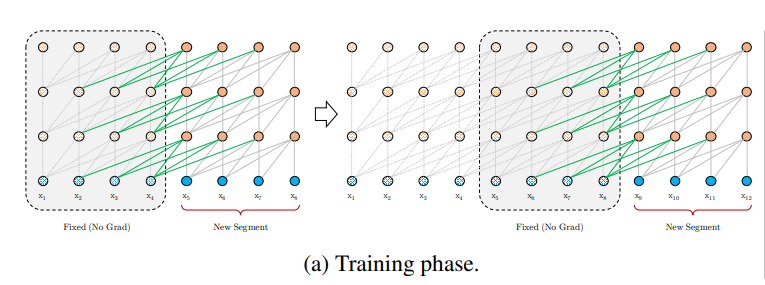 x1 x2 x3 x4 x5 x6 x7 x8 x1 x2 x3 x4 x5 x6 x7 x8 x9 x10 x11 x12
Fixed (No Grad) New Segment Fixed (No Grad) New Segment
(a) Training phase.